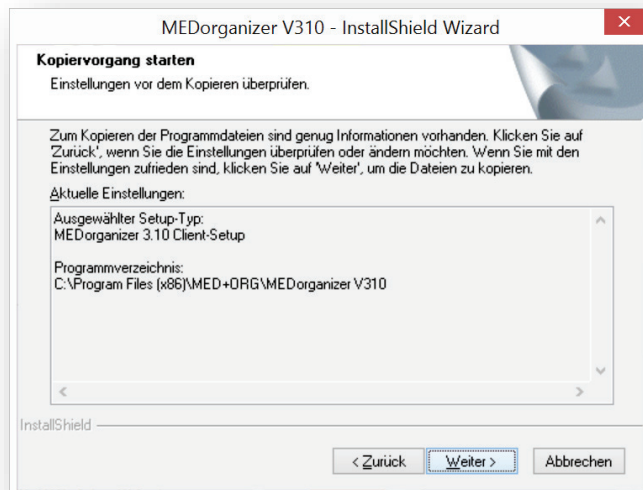 MEDorganizer V310 - InstallShield Wizard
Kopiervorgang starten
Einstellungen vor dem Kopieren überprüfen.
Zum Kopieren der Programmdateien sind genug Informationen vorhanden. Klicken Sie auf
'Zurück', wenn Sie die Einstellungen überprüfen oder ändern möchten. Wenn Sie mit den
Einstellungen zufrieden sind, klicken Sie auf 'Weiter', um die Dateien zu kopieren.
Aktuelle Einstellungen:
Ausgewählter Setup-Typ:
MEDorganizer 3.10 Client-Setup
Programmverzeichnis:
C:\Program Files (x86)\MED+ORG\MEDorganizer V310
InstallShield
< Zurück Weiter > Abbrechen